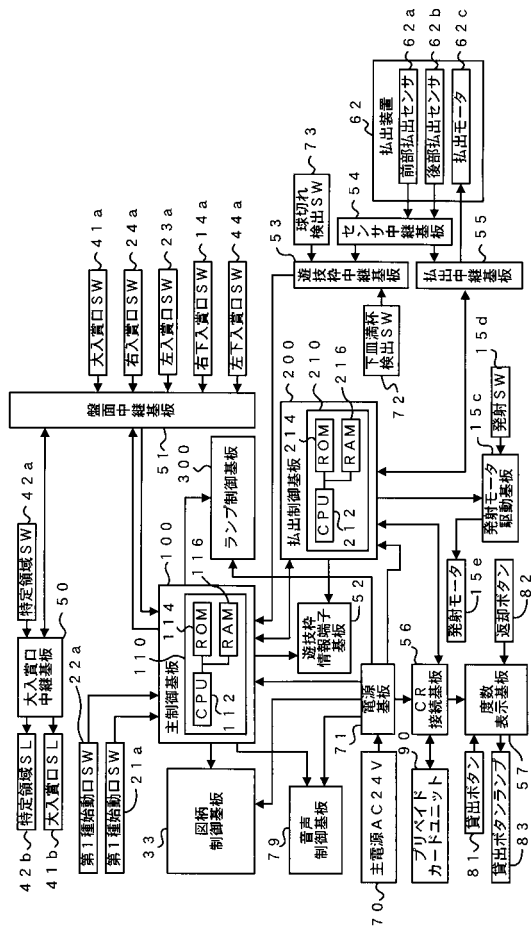 42b
特定領域SL
41b
大入賞口SL
大入賞口
中継基板
50
特定領域SW
42a
22a
第1種始動口SW
21a
第1種始動口SW
盤面中継基板
51
大入賞口SW
41a
右入賞口SW
24a
左入賞口SW
23a
右下入賞口SW
14a
左下入賞口SW
44a
主制御基板
100
110
CPU
112
114
ROM
116
RAM
ランプ制御基板
300
33
図柄
制御基板
79
音声
制御基板
遊技枠
情報端子
基板
52
払出制御基板
200
210
CPU
212
214
ROM
216
RAM
下皿満杯
検出SW
72
53
遊技枠中継基板
球切れ
検出SW
73
54
センサ中継基板
払出中継基板
55
62
払出装置
前部払出センサ
62a
後部払出センサ
62b
払出モータ
62c
70
主電源AC24V
71
電源
基板
90
プリペイド
カードユニット
CR
接続基板
56
発射モータ
15e
発射モータ
駆動基板
15c
発射SW
15d
81
貸出ボタン
貸出ボタンランプ
83
度数
表示基板
57
返却ボタン
82